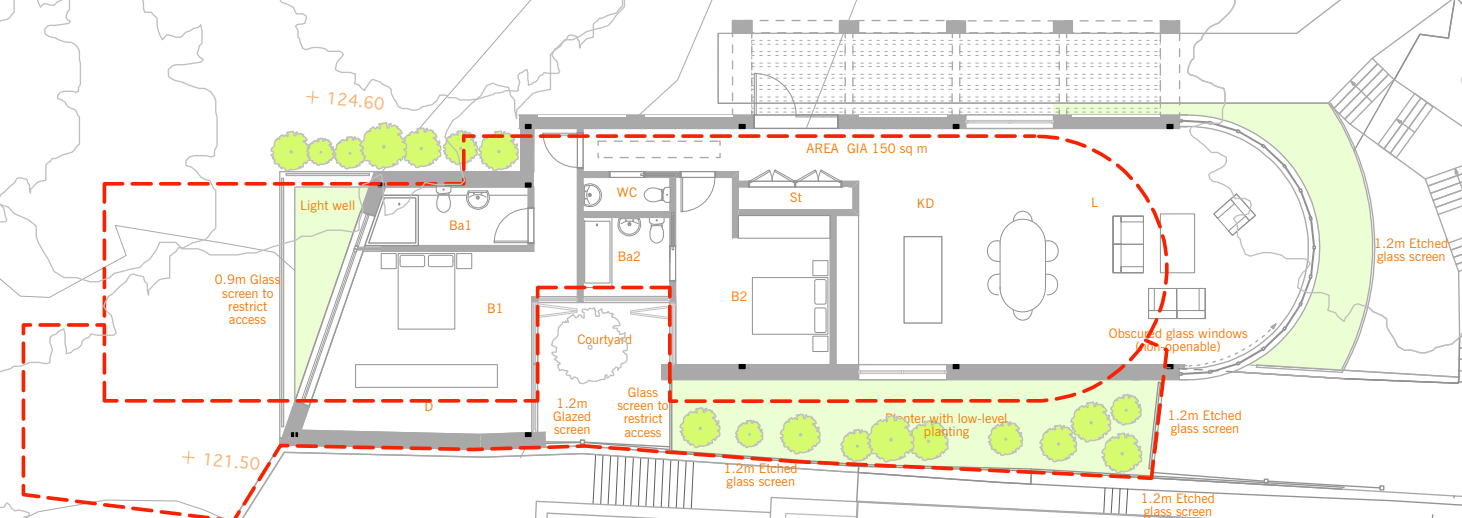 + 124.60
AREA GIA 150 sq m
Light well
Ba1
WC
St
KD
L
Ba2
B2
B1
0.9m Glass
screen to
restrict
access
1.2m Etched
glass screen
Courtyard
Obscured glass windows
(non-openable)
D
1.2m
Glazed
screen
Glass
screen to
restrict
access
Planter with low-level
planting
1.2m Etched
glass screen
+ 121.50
1.2m Etched
glass screen
1.2m Etched
glass screen